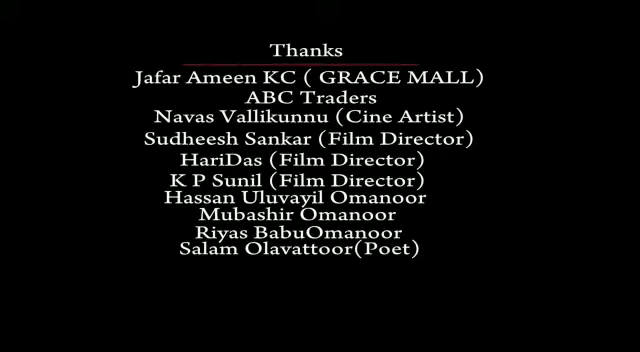 Thanks
Jafar Ameen KC ( GRACE MALL)
ABC Traders
Navas Vallikunnu (Cine Artist)
Sudheesh Sankar (Film Director)
HariDas (Film Director)
K P Sunil (Film Director)
Hassan Uluvayil Omanoor
Mubashir Omanoor
Riyas BabuOmanoor
Salam Olavattoor(Poet)